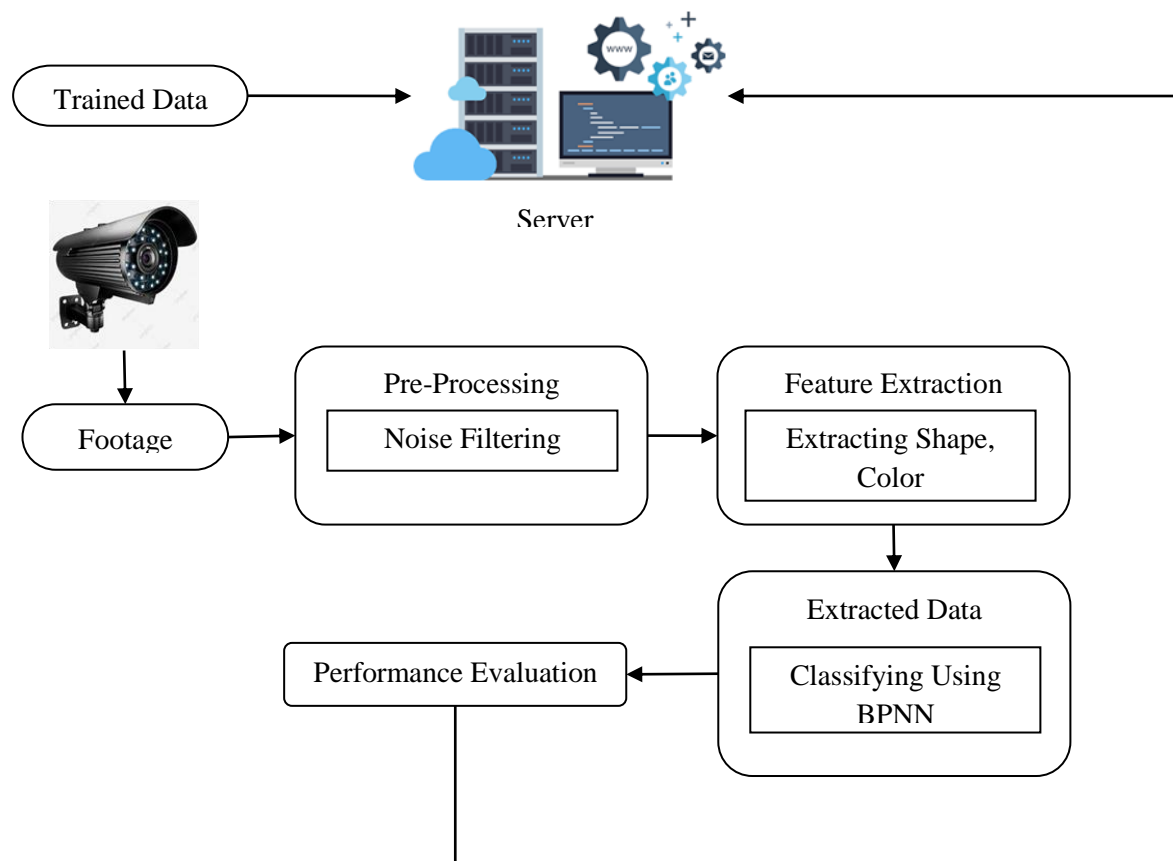 www
Trained Data
Server
Pre-Processing
Noise Filtering
Feature Extraction
Extracting Shape,
Color
Footage
Extracted Data
Classifying Using
BPNN
Performance Evaluation